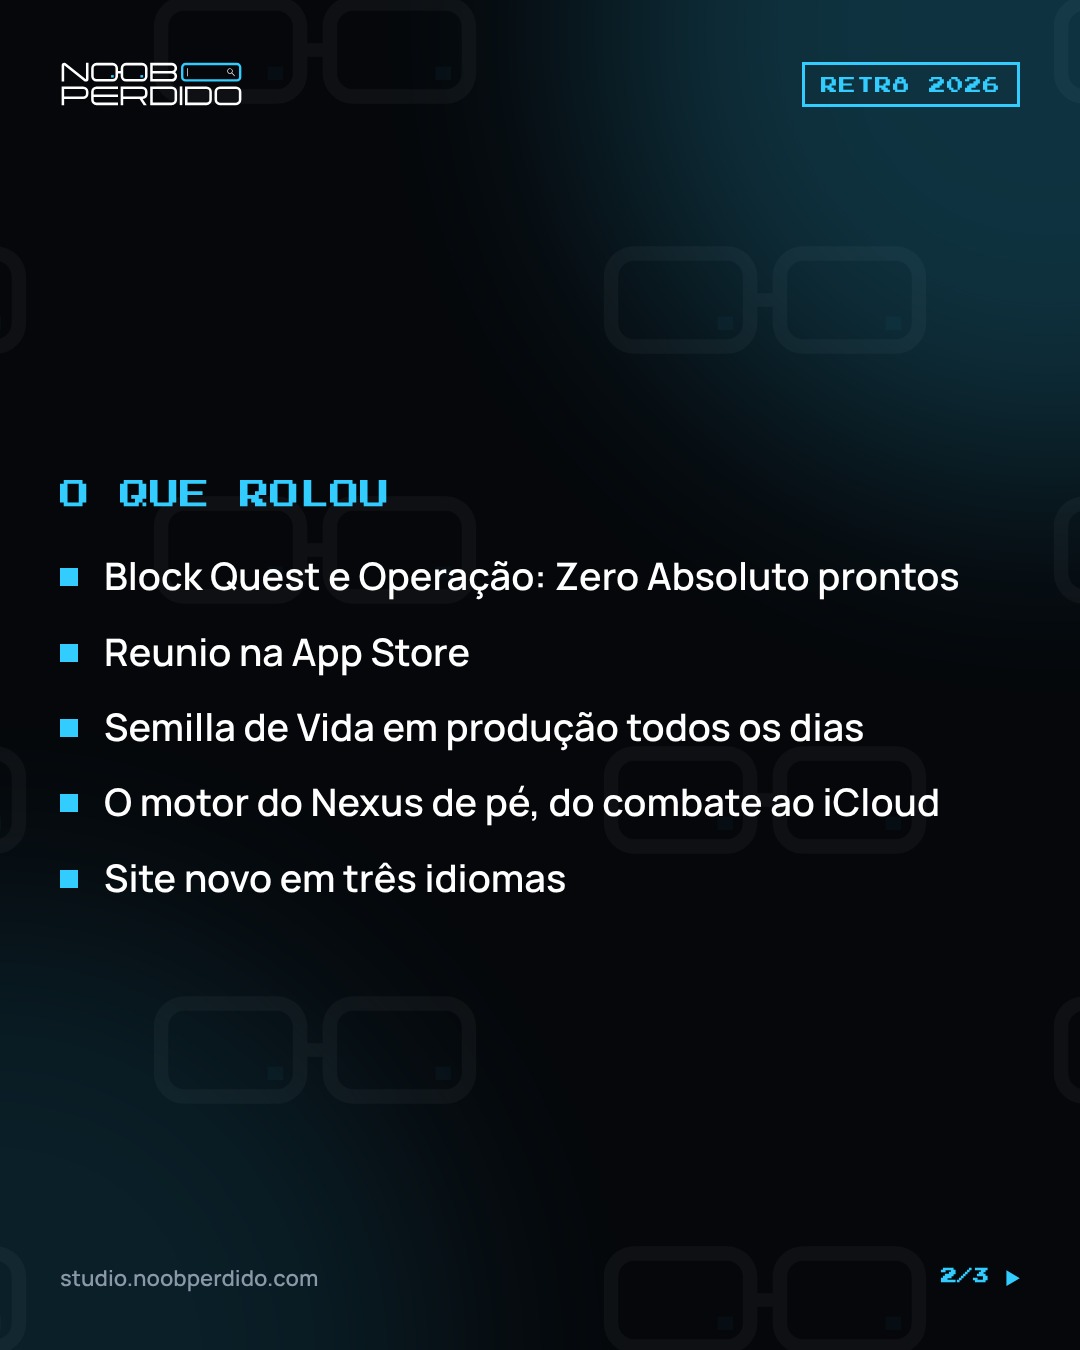 NOOB
PERDIDO
RETRÔ 2026
O QUE ROLOU
Block Quest e Operação: Zero Absoluto prontos
Reunio na App Store
Semilla de Vida em produção todos os dias
O motor do Nexus de pé, do combate ao iCloud
Site novo em três idiomas
studio.noobperdido.com
2/3